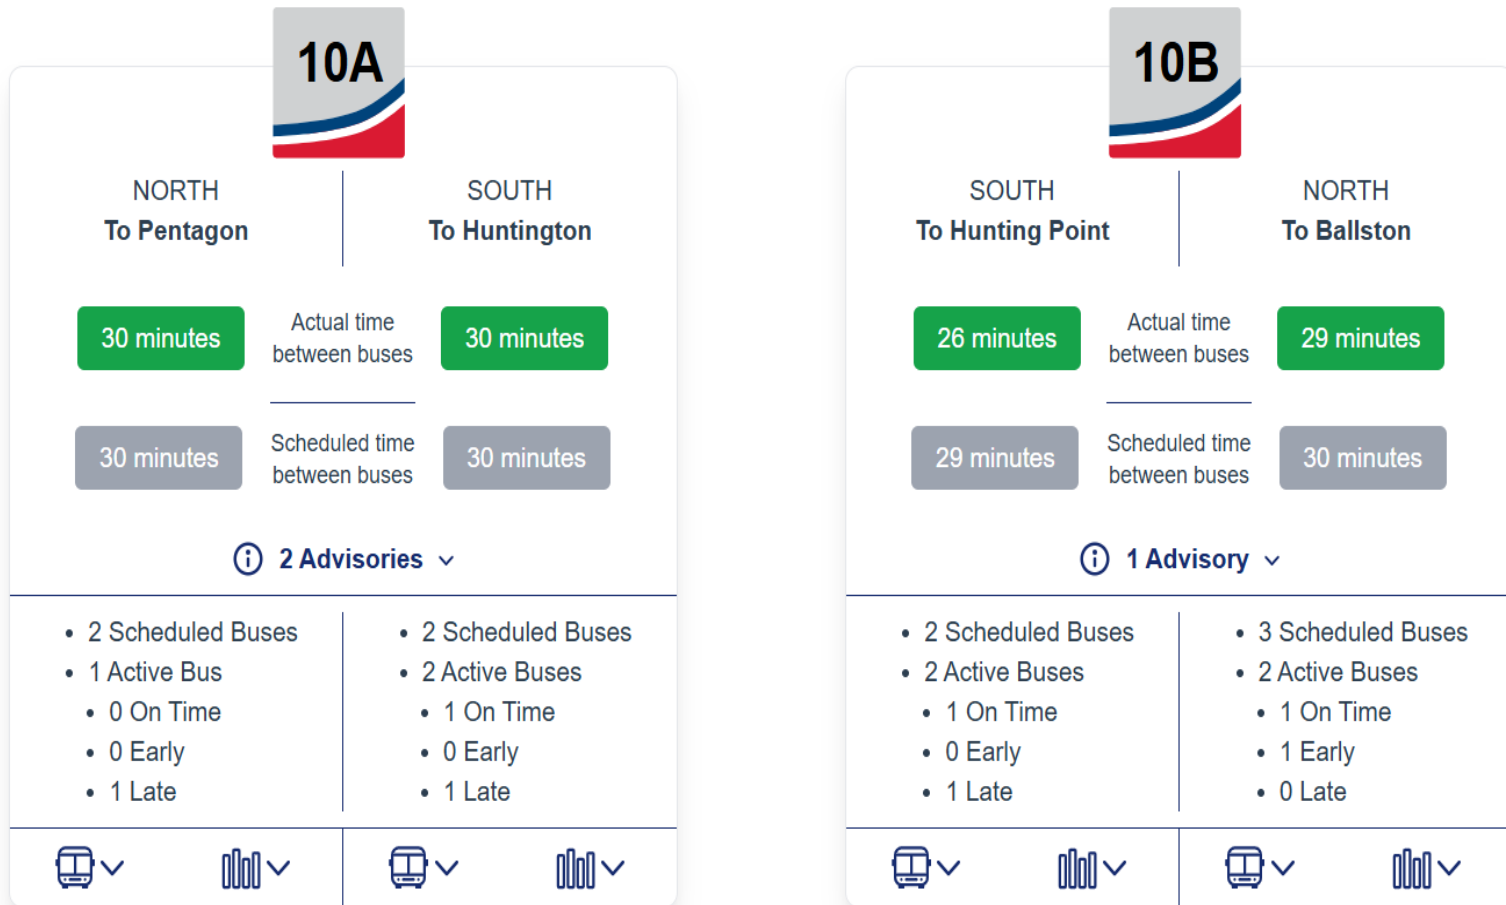 10A
NORTH
To Pentagon
SOUTH
To Huntington
30 minutes
Actual time
between buses
30 minutes
30 minutes
Scheduled time
between buses
30 minutes
2 Advisories
2 Scheduled Buses
1 Active Bus
0 On Time
0 Early
1 Late
2 Scheduled Buses
2 Active Buses
1 On Time
0 Early
1 Late
10B
SOUTH
To Hunting Point
NORTH
To Ballston
26 minutes
Actual time
between buses
29 minutes
29 minutes
Scheduled time
between buses
30 minutes
1 Advisory
2 Scheduled Buses
2 Active Buses
1 On Time
0 Early
1 Late
3 Scheduled Buses
2 Active Buses
1 On Time
1 Early
0 Late